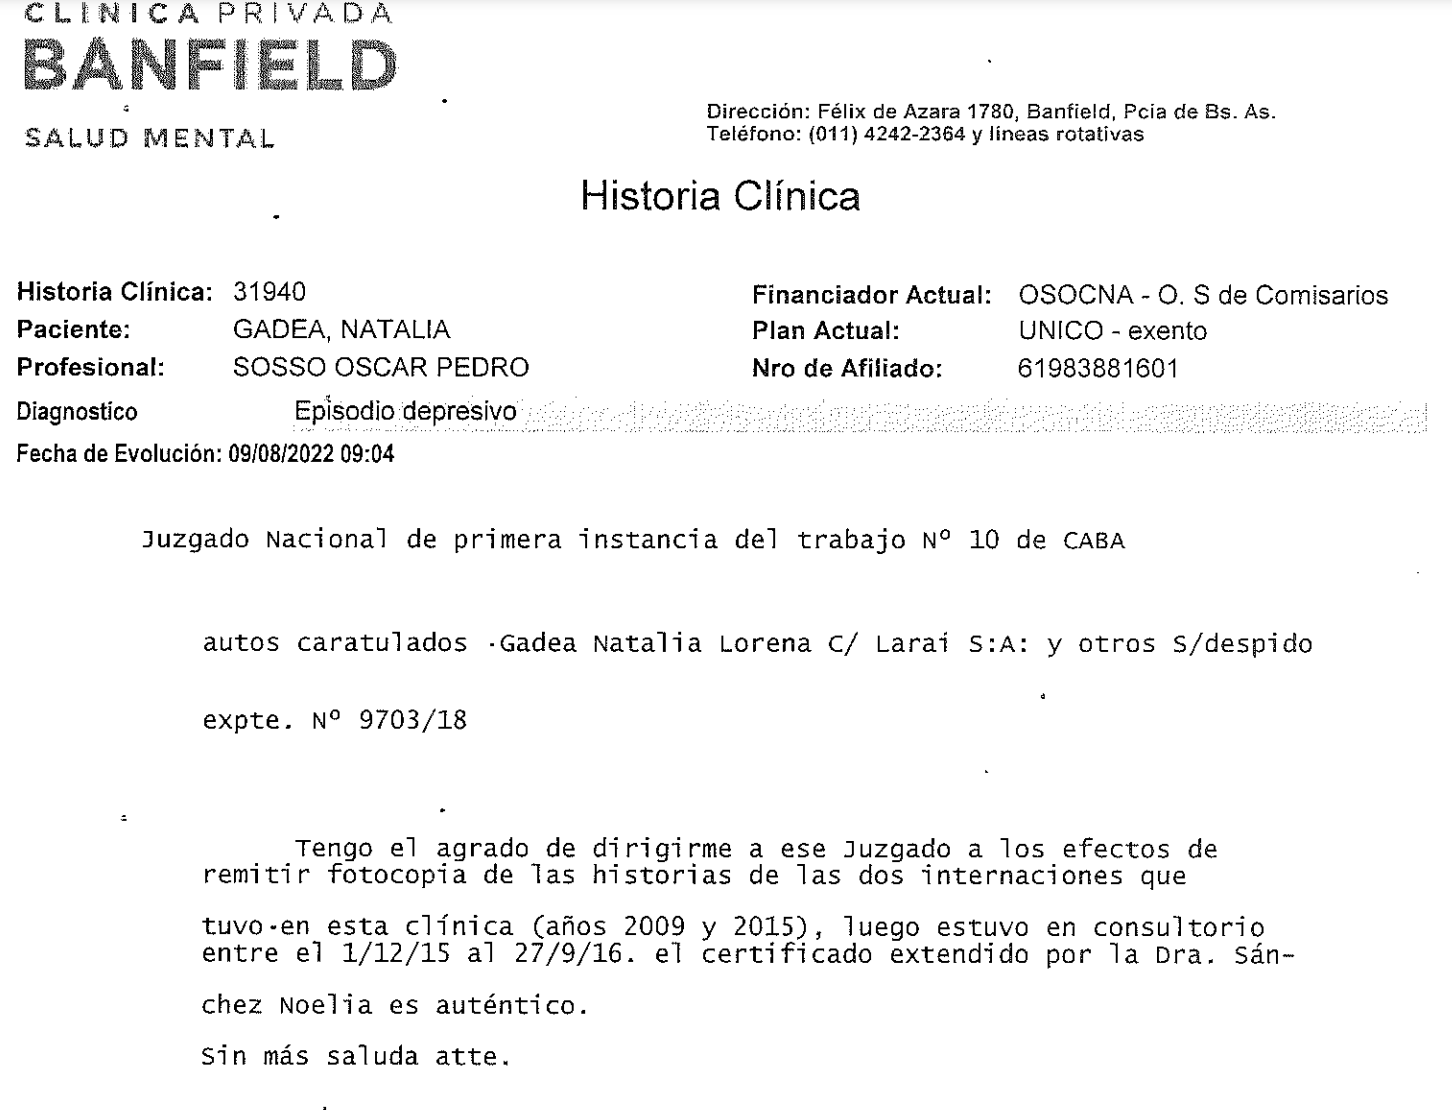 CLÍNICA PRIVADA
BANFIELD
SALUD MENTAL
Dirección: Félix de Azara 1780, Banfield, Pcia de Bs. As.
Teléfono: (011) 4242-2364 y líneas rotativas
Historia Clínica
Historia Clínica: 31940
Financiador Actual: OSOCNA - O. S de Comisarios
Paciente: GADEA, NATALIA
Plan Actual: UNICO - exento
Profesional: SOSSO OSCAR PEDRO
Nro de Afiliado: 61983881601
Diagnostico Episodio depresivo
Fecha de Evolución: 09/08/2022 09:04
Juzgado Nacional de primera instancia del trabajo Nº 10 de CABA
autos caratulados Gadea Natalia Lorena C/ Laraí S:A: y otros S/despido
expte. Nº 9703/18
Tengo el agrado de dirigirme a ese Juzgado a los efectos de
remitir fotocopia de las historias de las dos internaciones que
tuvo en esta clínica (años 2009 y 2015), luego estuvo en consultorio
entre el 1/12/15 al 27/9/16. el certificado extendido por la Dra. Sán-
chez Noelia es auténtico.
Sin más saluda atte.